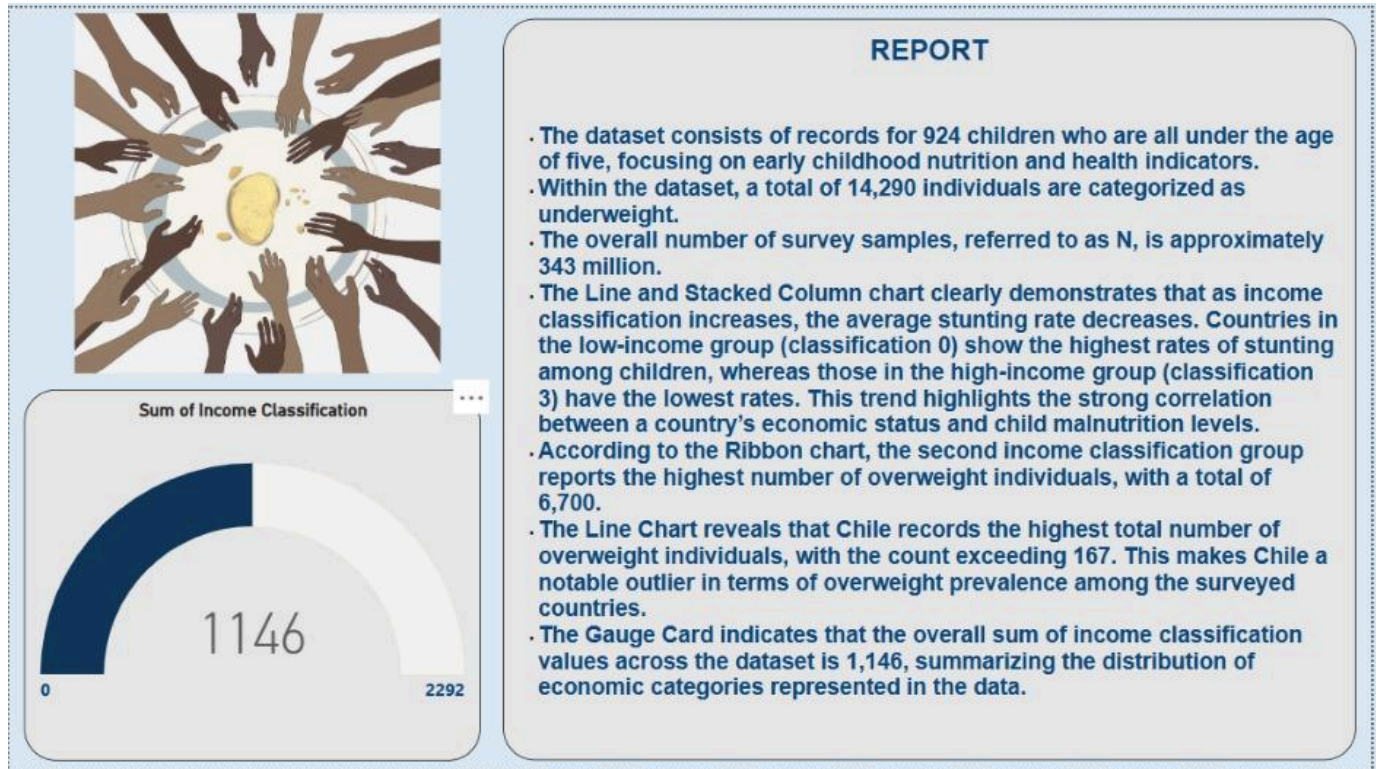 REPORT
· The dataset consists of records for 924 children who are all under the age
of five, focusing on early childhood nutrition and health indicators.
· Within the dataset, a total of 14,290 individuals are categorized as
underweight.
· The overall number of survey samples, referred to as N, is approximately
343 million.
· The Line and Stacked Column chart clearly demonstrates that as income
classification increases, the average stunting rate decreases. Countries in
the low-income group (classification 0) show the highest rates of stunting
among children, whereas those in the high-income group (classification
3) have the lowest rates. This trend highlights the strong correlation
between a country’s economic status and child malnutrition levels.
· According to the Ribbon chart, the second income classification group
reports the highest number of overweight individuals, with a total of
6,700.
· The Line Chart reveals that Chile records the highest total number of
overweight individuals, with the count exceeding 167. This makes Chile a
notable outlier in terms of overweight prevalence among the surveyed
countries.
· The Gauge Card indicates that the overall sum of income classification
values across the dataset is 1,146, summarizing the distribution of
economic categories represented in the data.
Sum of Income Classification
1146
0
2292